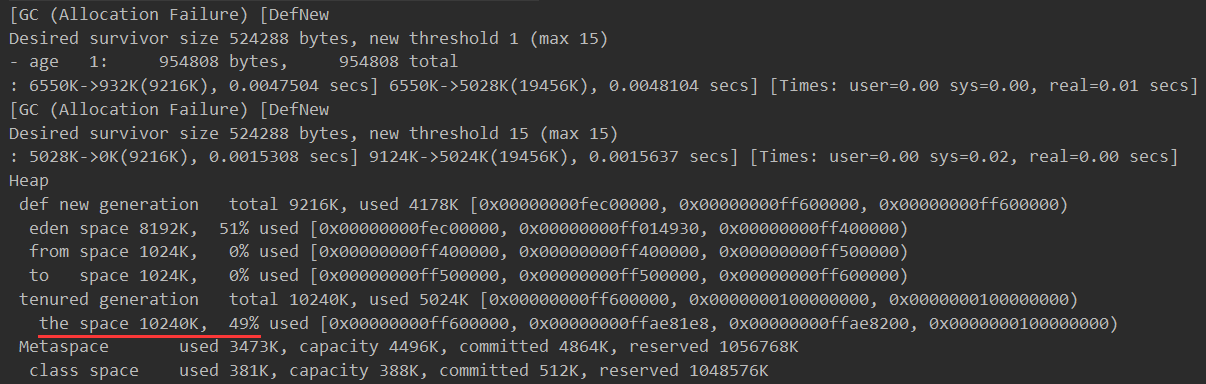 [GC (Allocation Failure) [DefNew
Desired survivor size 524288 bytes, new threshold 1 (max 15)
- age   1:     954808 bytes,     954808 total
: 6550K->932K(9216K), 0.0047504 secs] 6550K->5028K(19456K), 0.0048104 secs] [Times: user=0.00 sys=0.00, real=0.01 secs]
[GC (Allocation Failure) [DefNew
Desired survivor size 524288 bytes, new threshold 15 (max 15)
: 5028K->0K(9216K), 0.0015308 secs] 9124K->5024K(19456K), 0.0015637 secs] [Times: user=0.00 sys=0.02, real=0.00 secs]
Heap
 def new generation   total 9216K, used 4178K [0x00000000fec00000, 0x00000000ff600000, 0x00000000ff600000)
  eden space 8192K,  51% used [0x00000000fec00000, 0x00000000ff014930, 0x00000000ff400000)
  from space 1024K,   0% used [0x00000000ff400000, 0x00000000ff400000, 0x00000000ff500000)
  to   space 1024K,   0% used [0x00000000ff500000, 0x00000000ff500000, 0x00000000ff600000)
 tenured generation   total 10240K, used 5024K [0x00000000ff600000, 0x0000000100000000, 0x0000000100000000)
   the space 10240K,  49% used [0x00000000ff600000, 0x00000000ffae81e8, 0x00000000ffae8200, 0x0000000100000000)
 Metaspace       used 3473K, capacity 4496K, committed 4864K, reserved 1056768K
  class space    used 381K, capacity 388K, committed 512K, reserved 1048576K